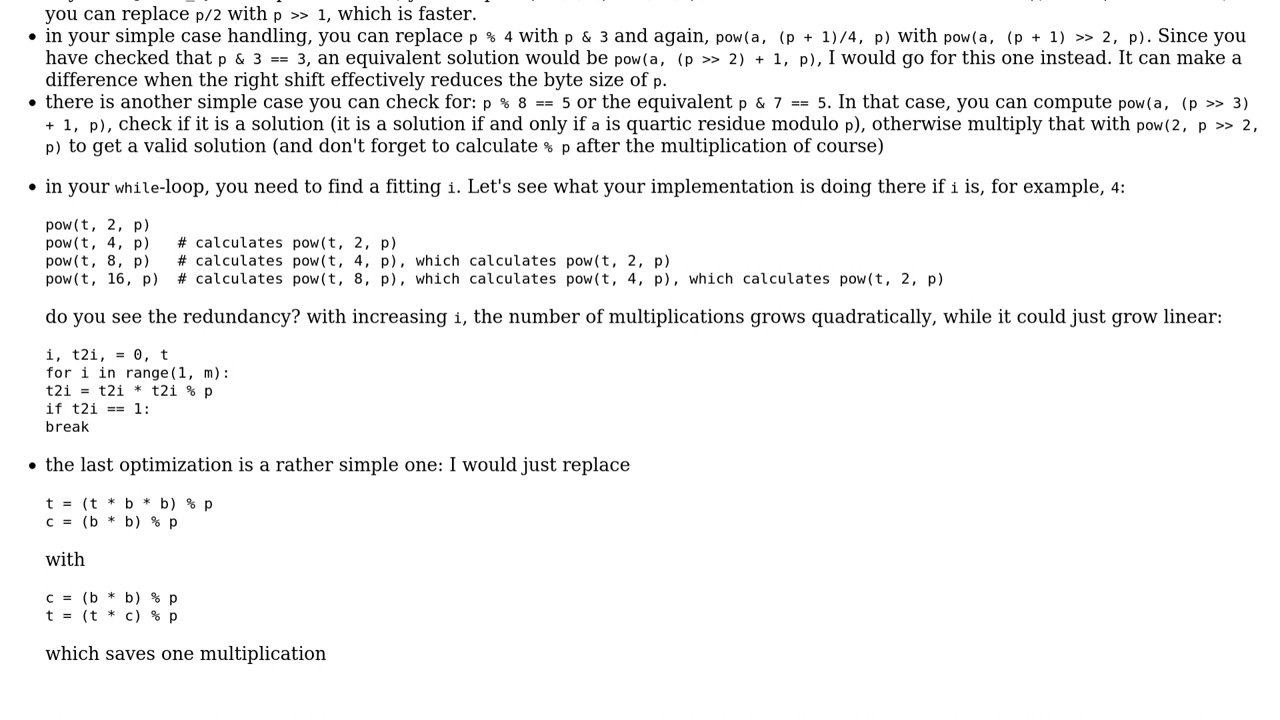 you can replace p/2 with p >> 1, which is faster.
• in your simple case handling, you can replace p % 4 with p & 3 and again, pow(a, (p + 1)/4, p) with pow(a, (p + 1) >> 2, p). Since you
have checked that p & 3 == 3, an equivalent solution would be pow(a, (p >> 2) + 1, p), I would go for this one instead. It can make a
difference when the right shift effectively reduces the byte size of p.
• there is another simple case you can check for: p % 8 == 5 or the equivalent p & 7 == 5. In that case, you can compute pow(a, (p >> 3)
+ 1, p), check if it is a solution (it is a solution if and only if a is quartic residue modulo p), otherwise multiply that with pow(2, p >> 2,
p) to get a valid solution (and don't forget to calculate % p after the multiplication of course)
• in your while-loop, you need to find a fitting i. Let's see what your implementation is doing there if i is, for example, 4:
pow(t, 2, p)
pow(t, 4, p)   # calculates pow(t, 2, p)
pow(t, 8, p)   # calculates pow(t, 4, p), which calculates pow(t, 2, p)
pow(t, 16, p)  # calculates pow(t, 8, p), which calculates pow(t, 4, p), which calculates pow(t, 2, p)
do you see the redundancy? with increasing i, the number of multiplications grows quadratically, while it could just grow linear:
i, t2i, = 0, t
for i in range(1, m):
t2i = t2i * t2i % p
if t2i == 1:
break
• the last optimization is a rather simple one: I would just replace
t = (t * b * b) % p
c = (b * b) % p
with
c = (b * b) % p
t = (t * c) % p
which saves one multiplication